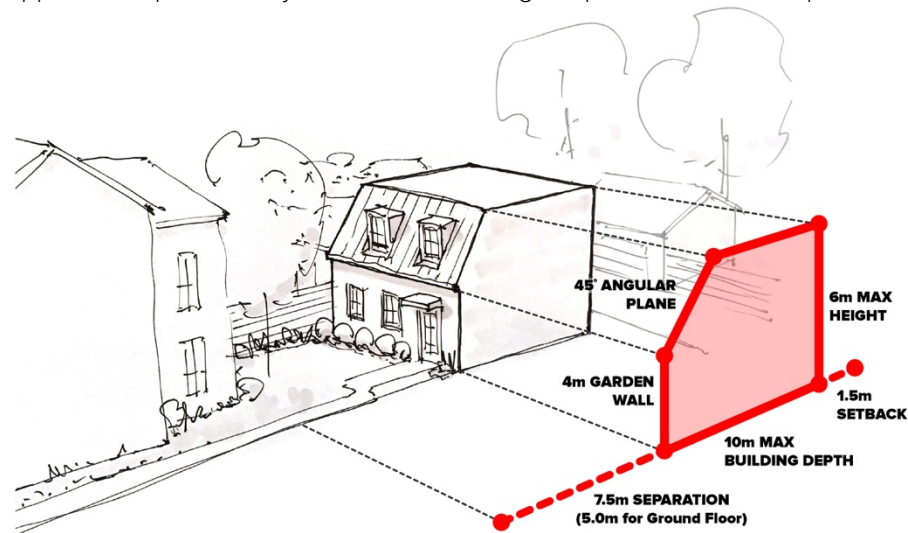 45° ANGULAR
PLANE
6m MAX
HEIGHT
4m GARDEN
WALL
1.5m
SETBACK
10m MAX
BUILDING DEPTH
7.5m SEPARATION
(5.0m for Ground Floor)